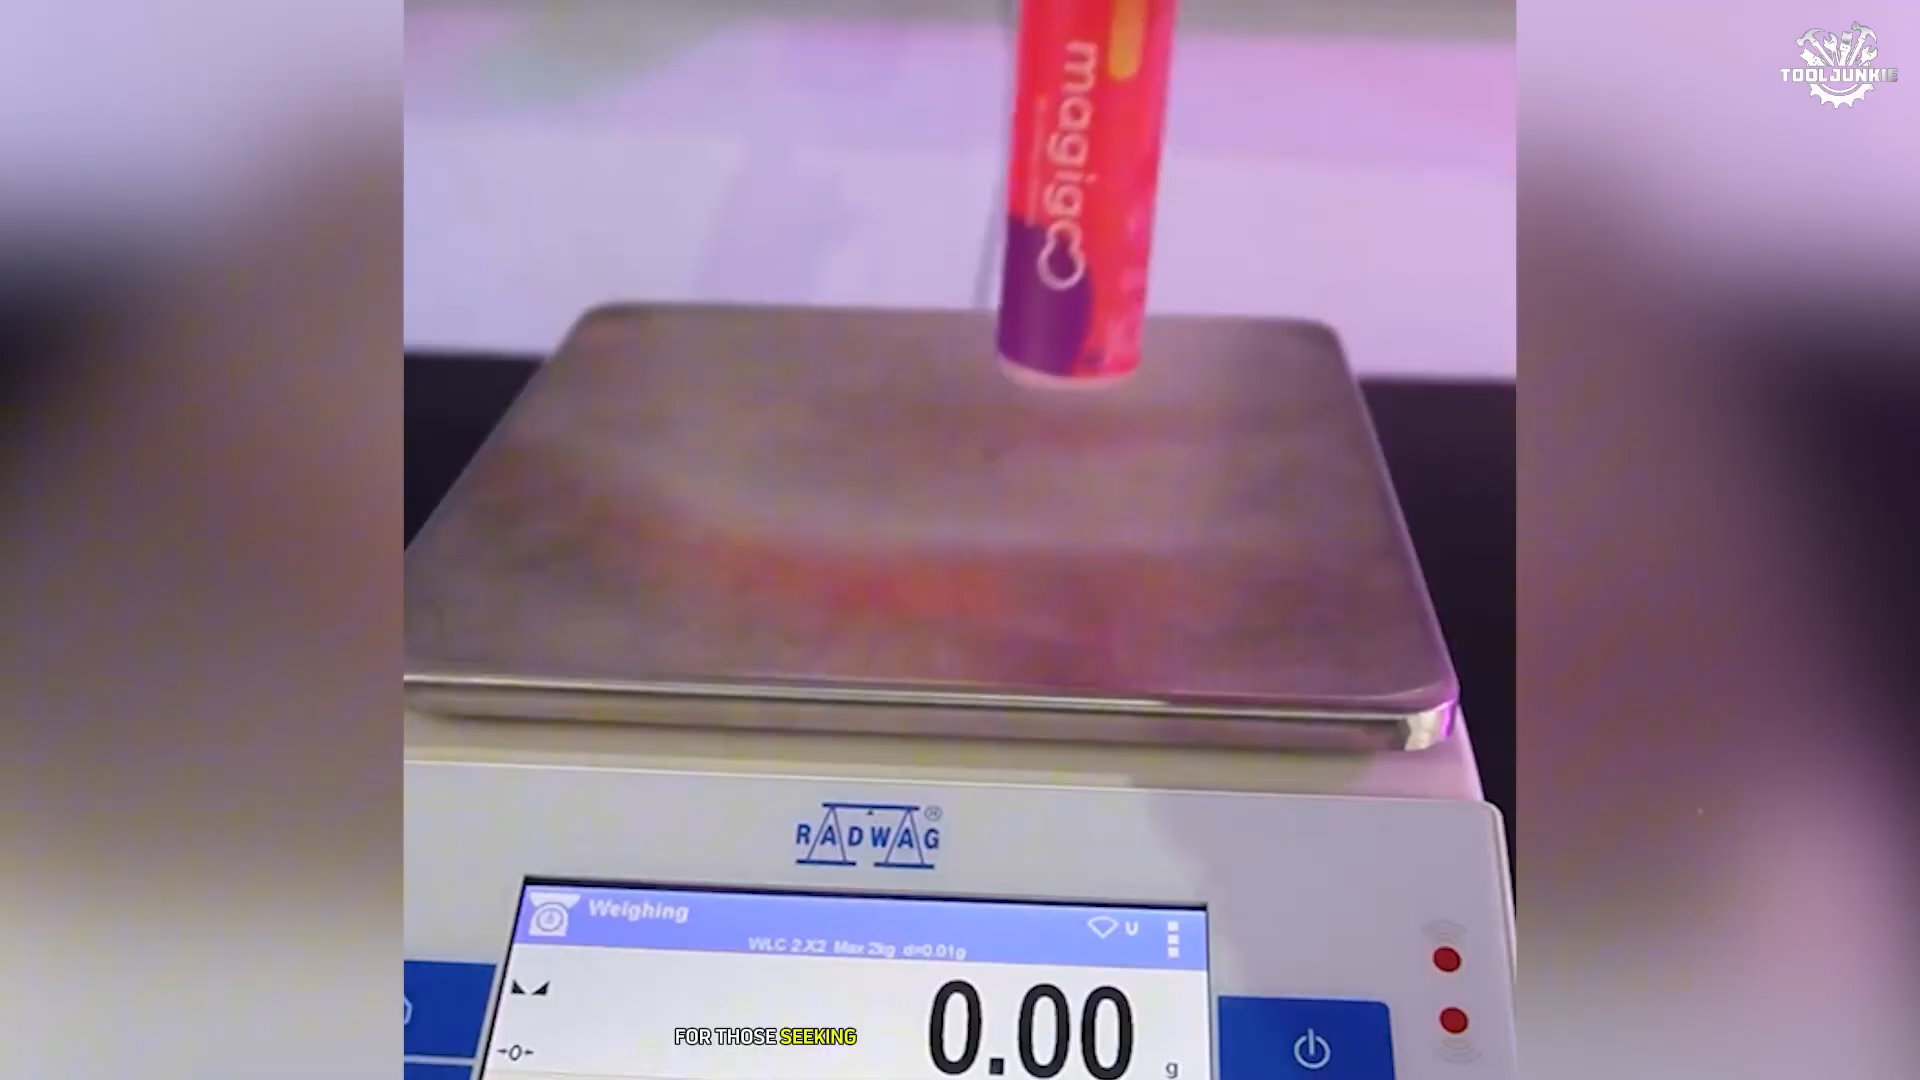 TOOL JUNKIE
magigoo
RADWAG
Weighing
U
WLC 2.X2 Max 2kg d=0.01g
0.00
g
→0←
FOR THOSE SEEKING